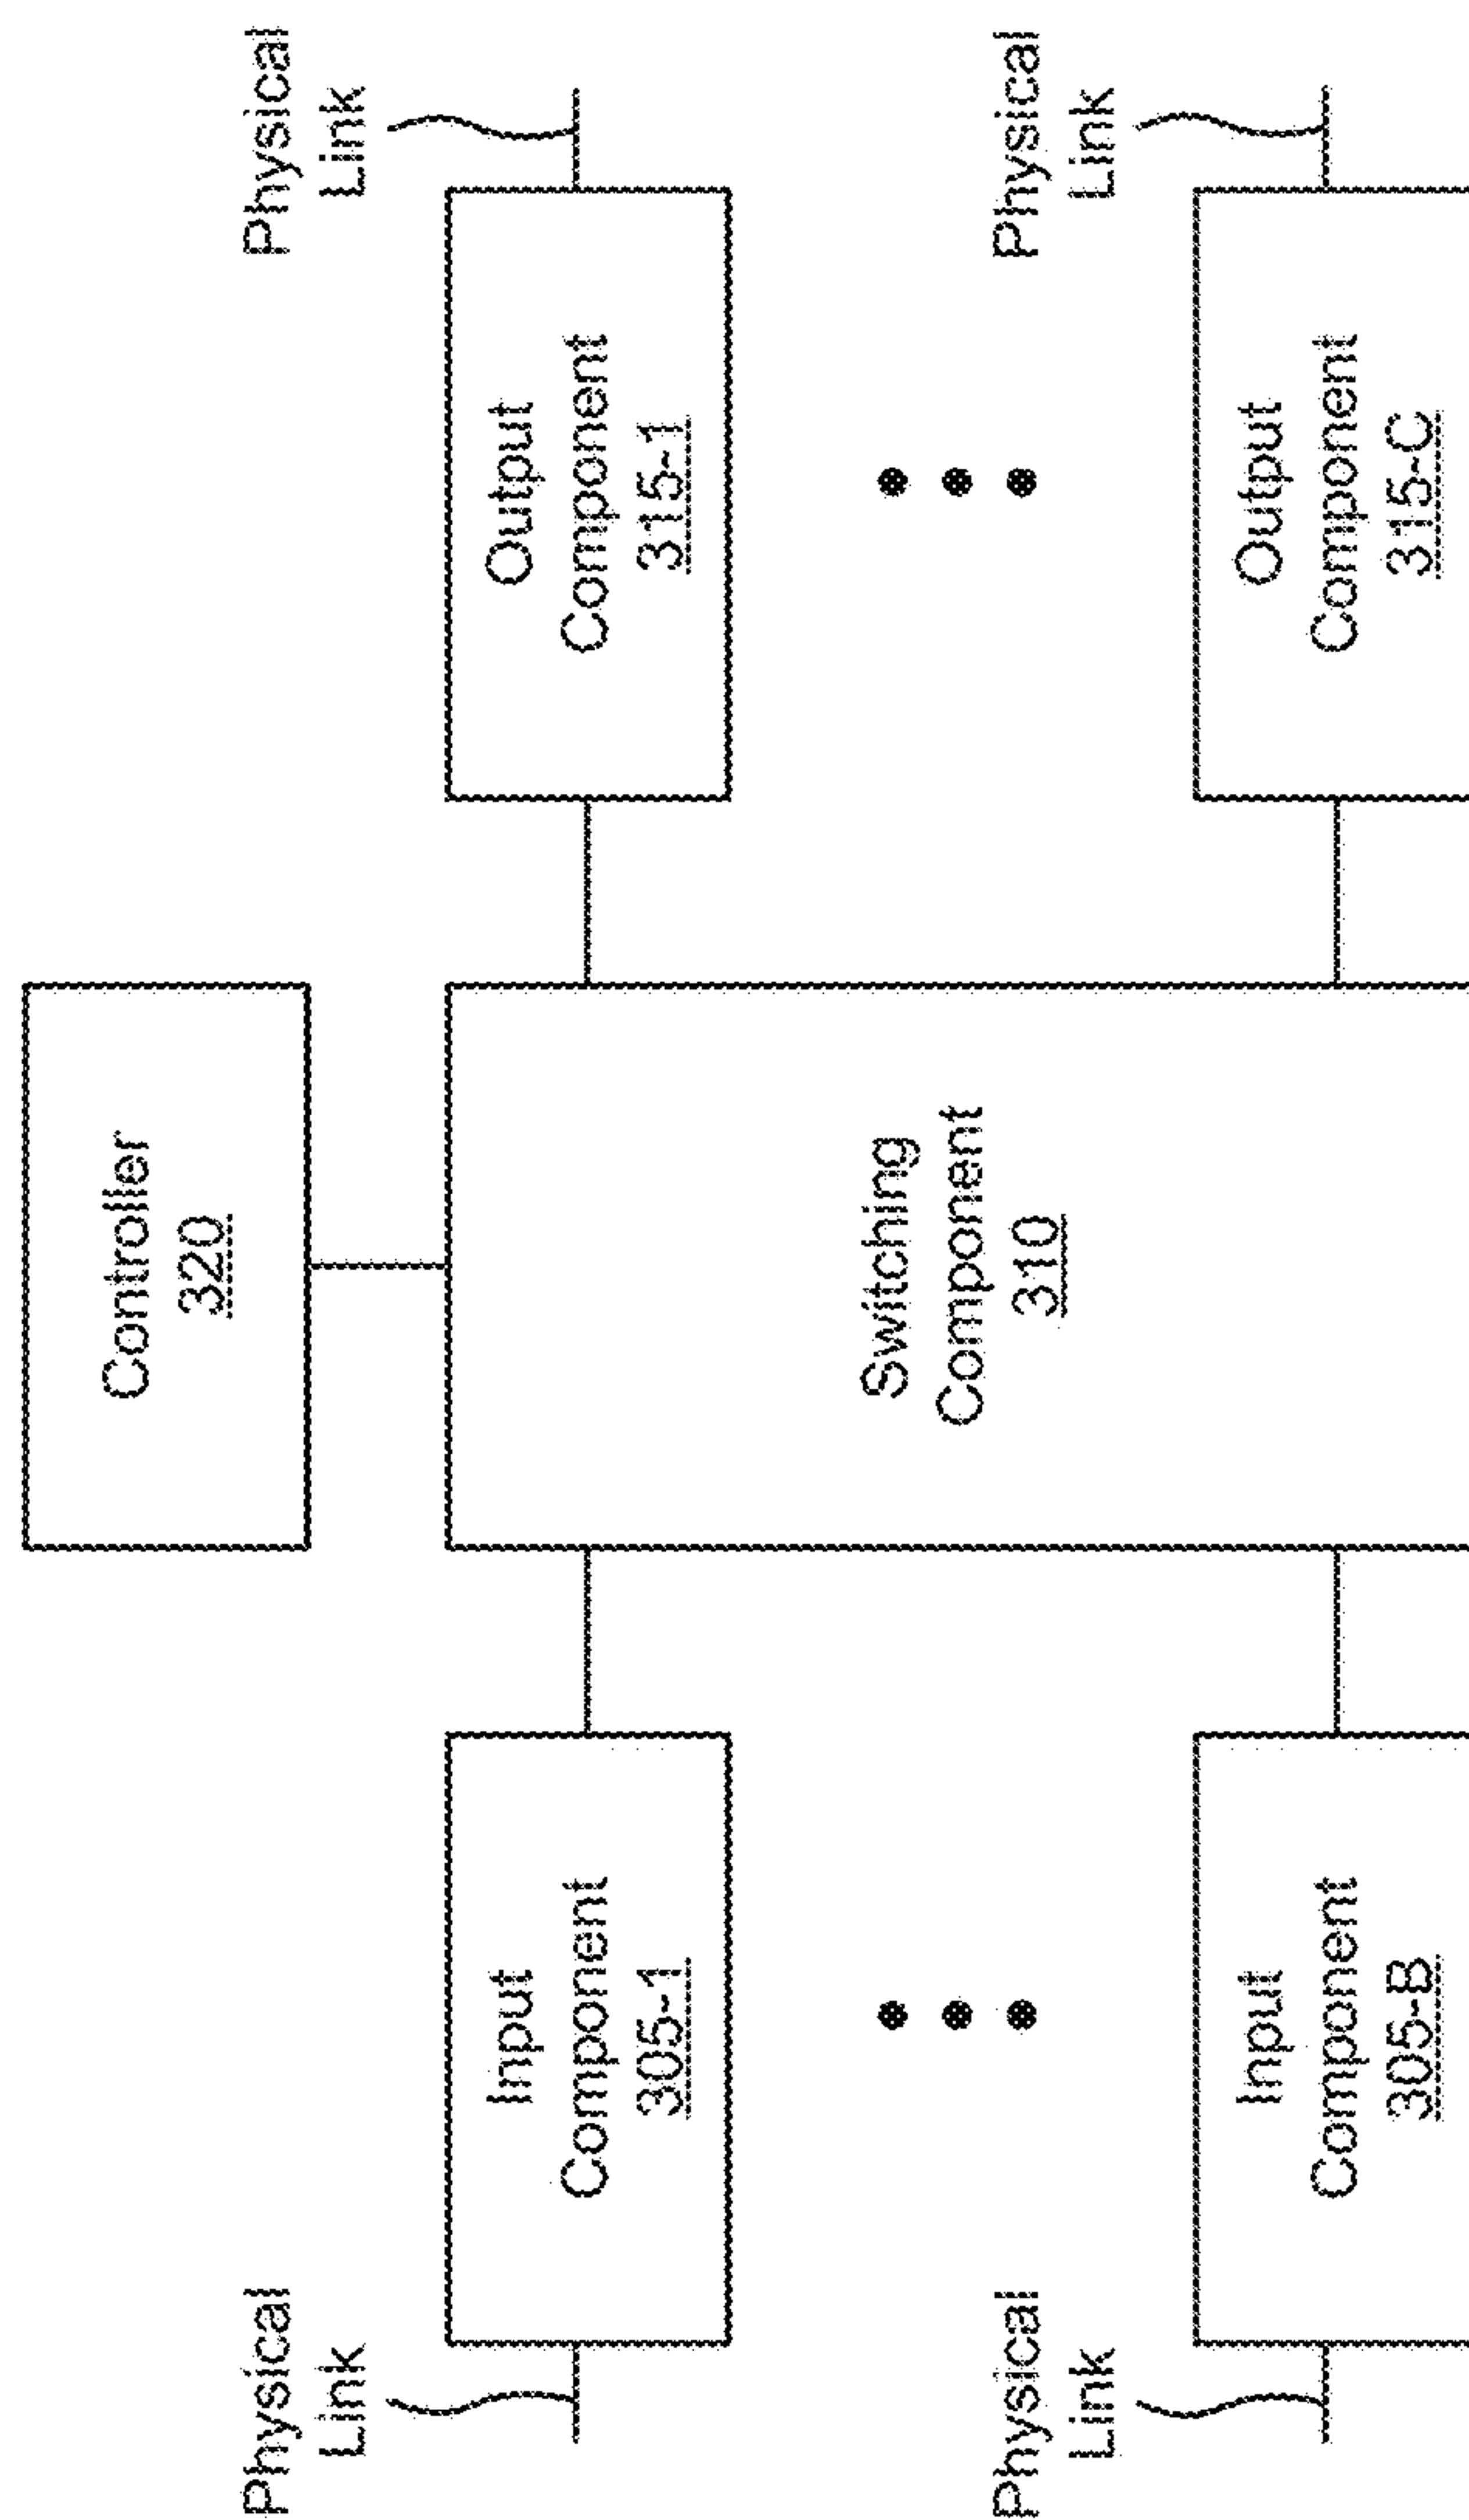 Controller
320
Physical
Link
Physical
Link
Input
Component
305-1
Output
Component
315-1
Switching
Component
310
Physical
Link
Physical
Link
Input
Component
305-B
Output
Component
315-C